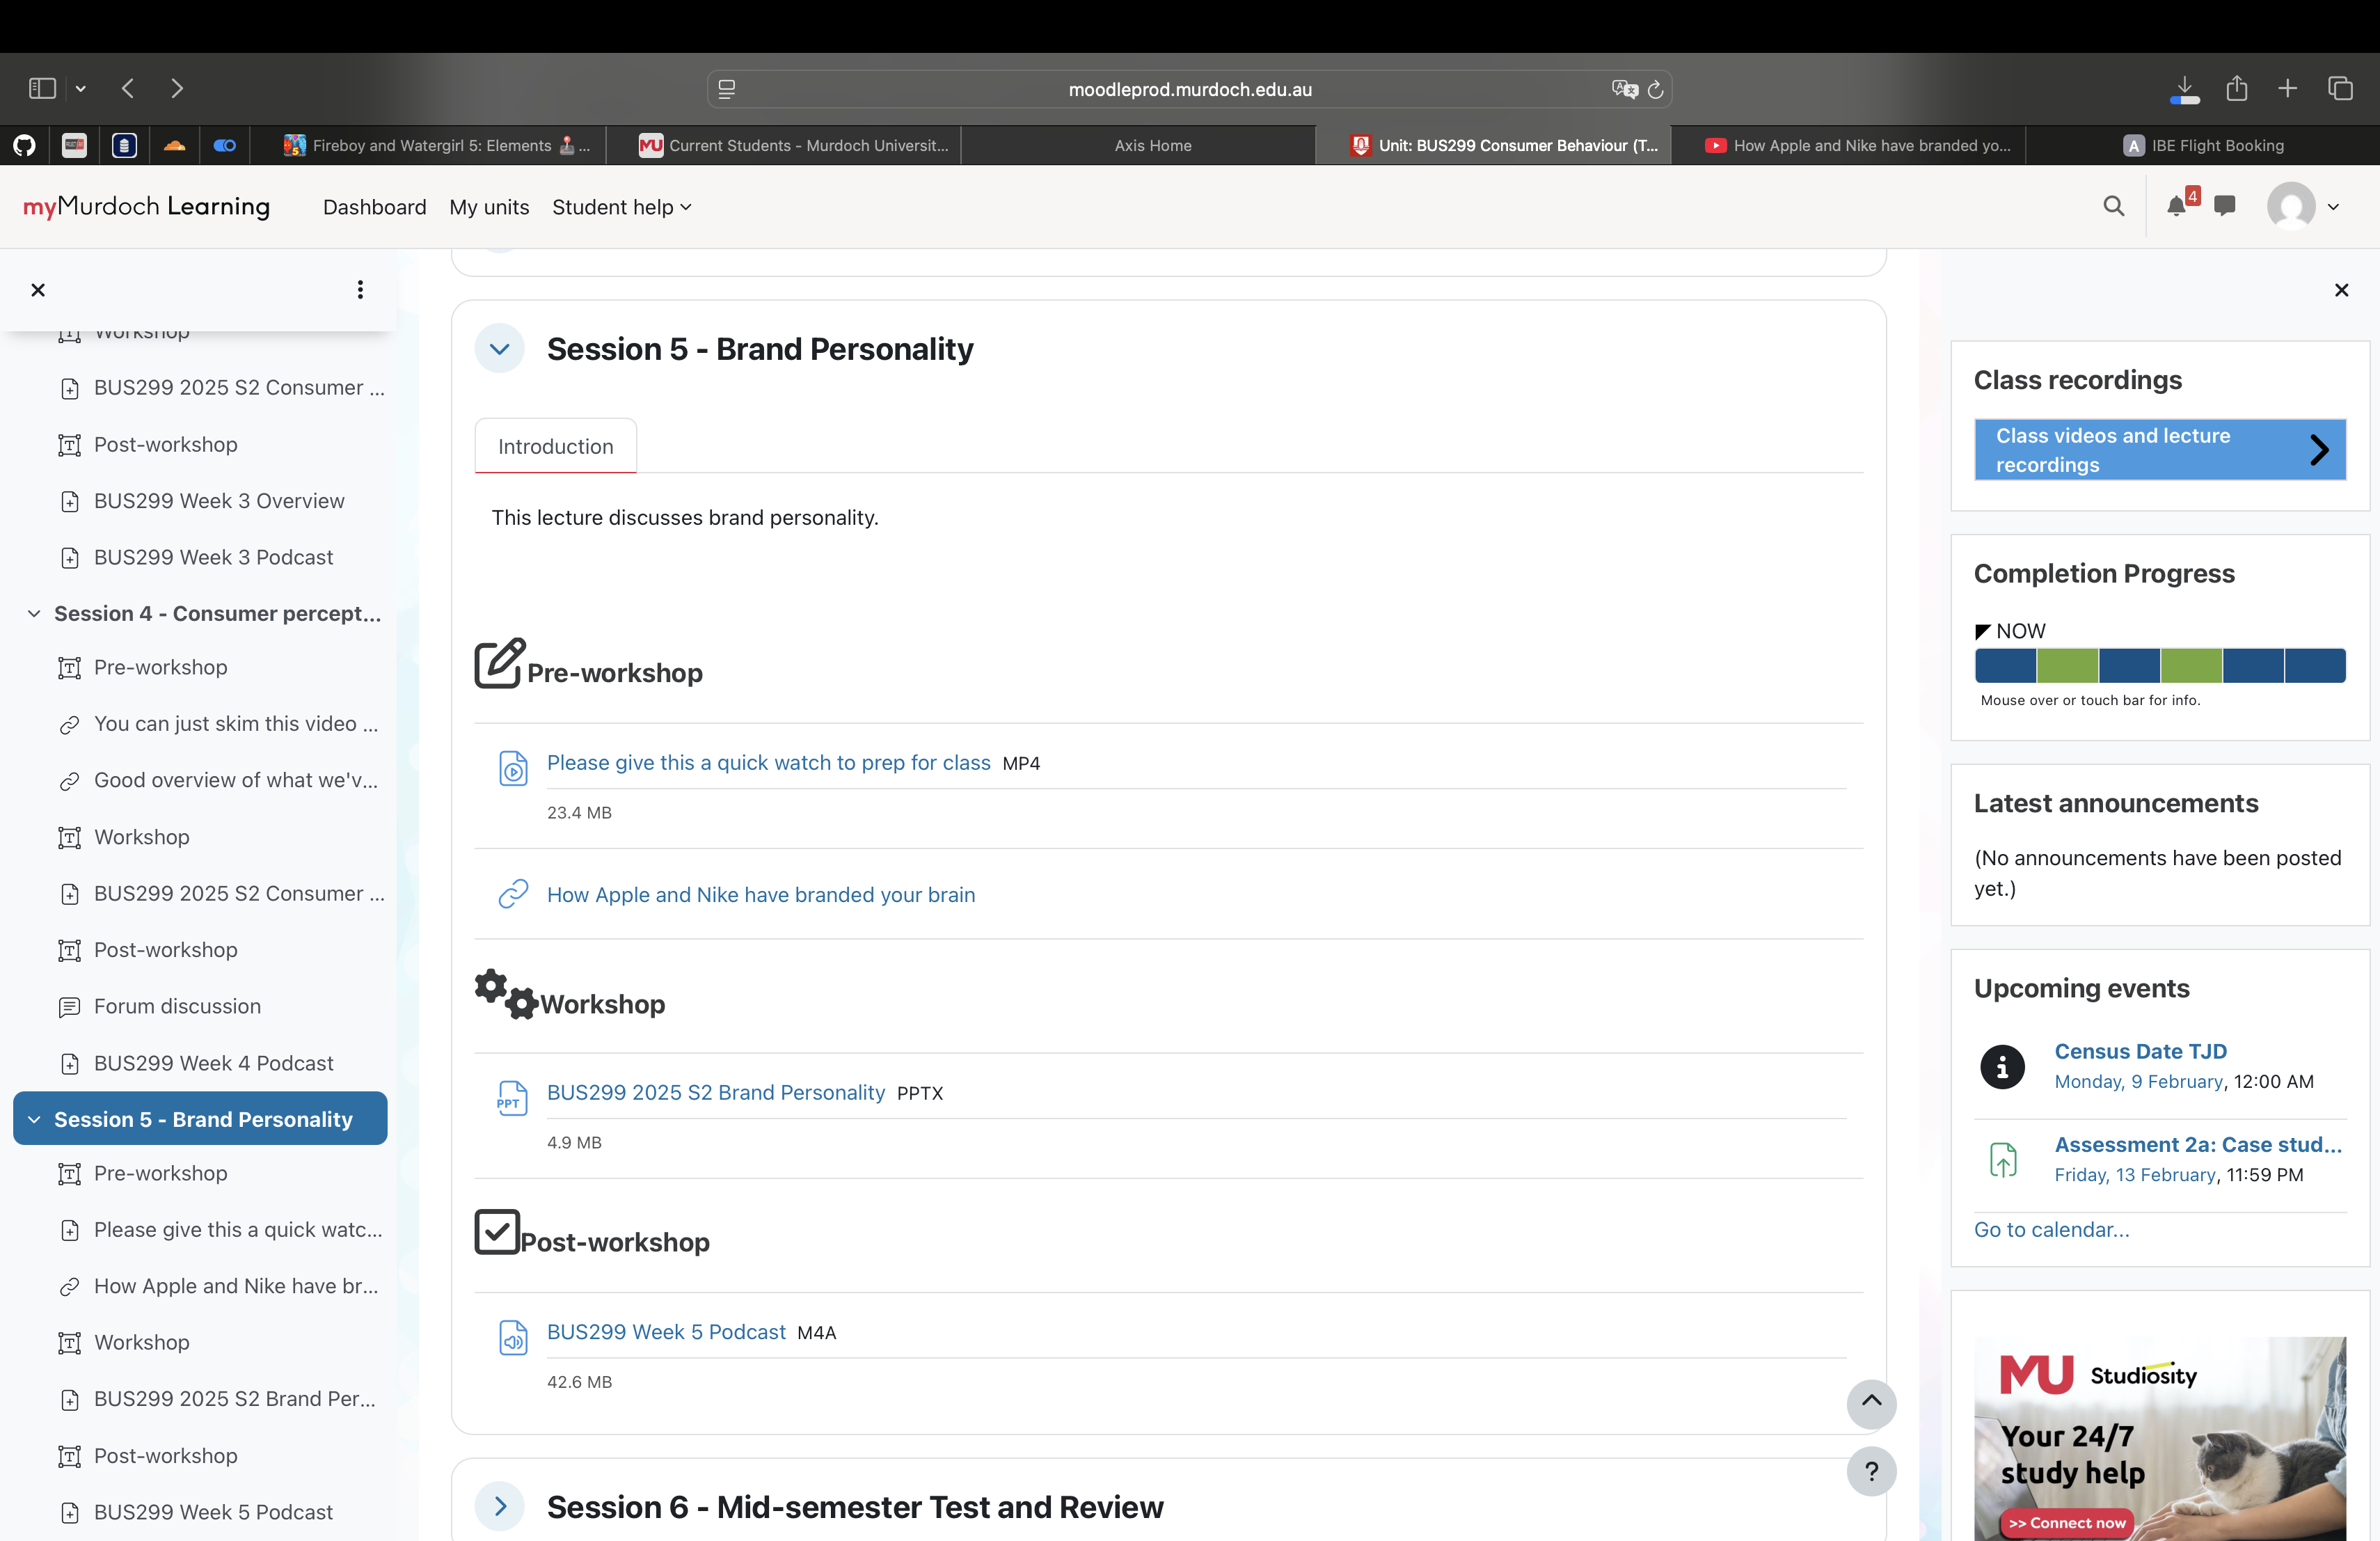 moodleprod.murdoch.edu.au
Fireboy and Watergirl 5: Elements 🕹️ ...
MU Current Students - Murdoch Universit...
Axis Home
Unit: BUS299 Consumer Behaviour (T...
How Apple and Nike have branded yo...
A IBE Flight Booking
myMurdoch Learning
Dashboard
My units
Student help
4
Workshop
BUS299 2025 S2 Consumer ...
Post-workshop
BUS299 Week 3 Overview
BUS299 Week 3 Podcast
Session 4 - Consumer percept...
Pre-workshop
You can just skim this video ...
Good overview of what we'v...
Workshop
BUS299 2025 S2 Consumer ...
Post-workshop
Forum discussion
BUS299 Week 4 Podcast
Session 5 - Brand Personality
Pre-workshop
Please give this a quick watc...
How Apple and Nike have br...
Workshop
BUS299 2025 S2 Brand Per...
Post-workshop
BUS299 Week 5 Podcast
Session 5 - Brand Personality
Introduction
This lecture discusses brand personality.
Pre-workshop
Please give this a quick watch to prep for class MP4
23.4 MB
How Apple and Nike have branded your brain
Workshop
PPT
BUS299 2025 S2 Brand Personality PPTX
4.9 MB
Post-workshop
BUS299 Week 5 Podcast M4A
42.6 MB
?
Session 6 - Mid-semester Test and Review
Class recordings
Class videos and lecture
recordings
Completion Progress
NOW
Mouse over or touch bar for info.
Latest announcements
(No announcements have been posted
yet.)
Upcoming events
Census Date TJD
Monday, 9 February, 12:00 AM
Assessment 2a: Case stud...
Friday, 13 February, 11:59 PM
Go to calendar...
MU Studiosity
Your 24/7
study help
>> Connect now